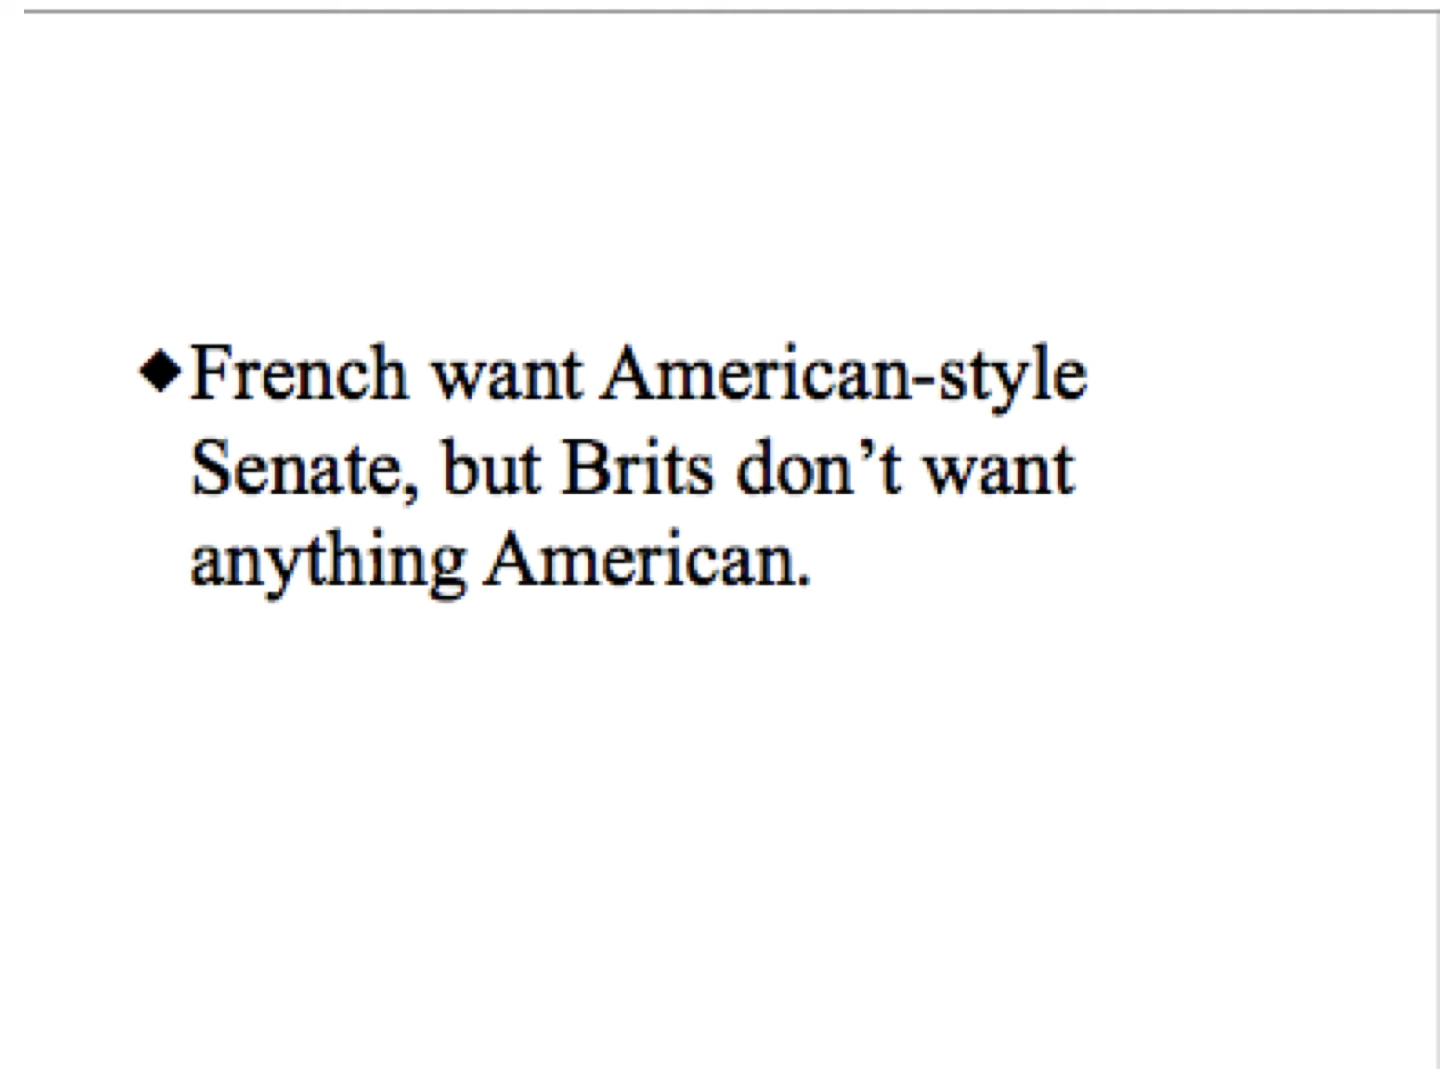 ◆French want American-style
Senate, but Brits don’t want
anything American.